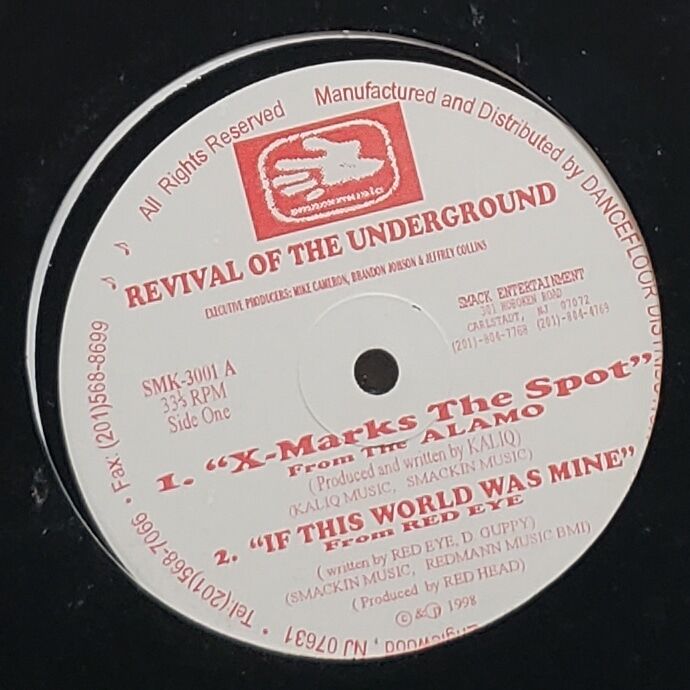 All Rights Reserved
Manufactured and Distributed by DANCEFLOOR
REVIVAL OF THE UNDERGROUND
EXECUTIVE PRODUCERS: MIKE CAMERON, BRANDON JOHSON & JEFFREY COLLINS
SMACK ENTERTAINMENT
301 HOBOKEN ROAD
CARLSTADT, NJ 07072
(201)-804-7768 (201)-804-4769
SMK-3001 A
33⅓ RPM
Side One
1. “X-Marks The Spot”
From The ALAMO
(Produced and written by KALIQ)
(KALIQ MUSIC, SMACKIN MUSIC)
2. “IF THIS WORLD WAS MINE”
From RED EYE
(written by RED EYE, D. GUPPY)
(SMACKIN MUSIC, REDMANN MUSIC BMI)
(Produced by RED HEAD)
© & ℗ 1998
Englewood, NJ 07631 • Tel:(201)568-7066 • Fax:(201)568-8699